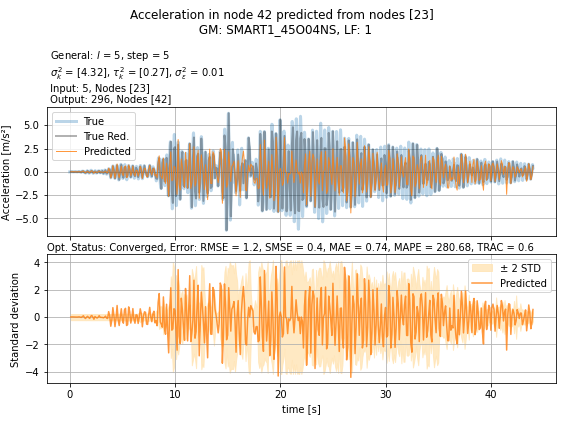 Acceleration in node 42 predicted from nodes [23]
GM: SMART1_45O04NS, LF: 1
General: l = 5, step = 5
σ²ₖ = [4.32], τ²ₖ = [0.27], σ²ε = 0.01
Input: 5, Nodes [23]
Output: 296, Nodes [42]
True
True Red.
Predicted
Acceleration [m/s²]
5.0
2.5
0.0
−2.5
−5.0
Opt. Status: Converged, Error: RMSE = 1.2, SMSE = 0.4, MAE = 0.74, MAPE = 280.68, TRAC = 0.6
± 2 STD
Predicted
Standard deviation
4
2
0
−2
−4
0 10 20 30 40
time [s]